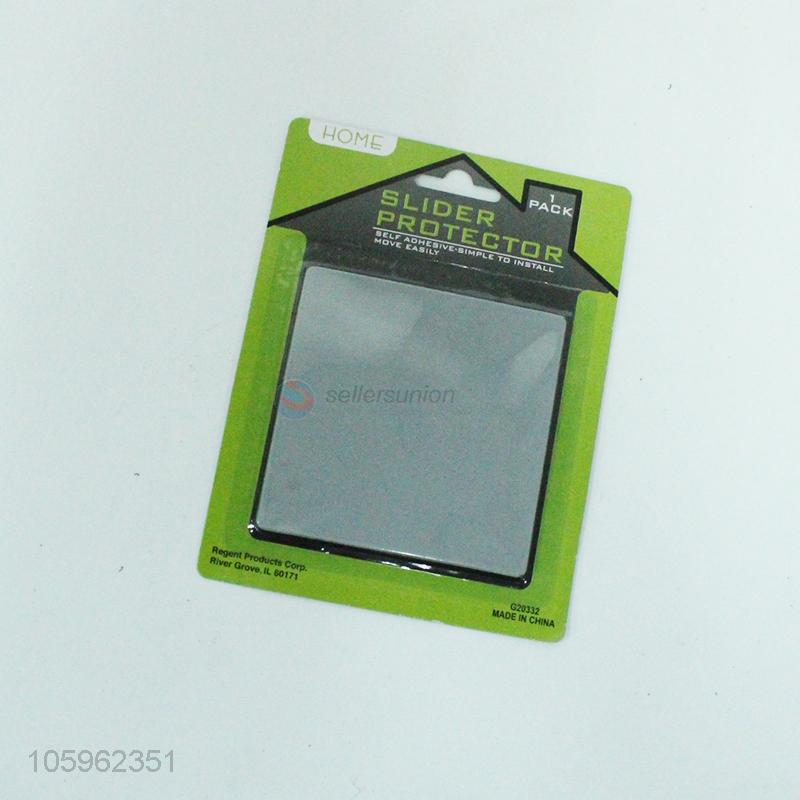 HOME
1
PACK
SLIDER
PROTECTOR
SELF ADHESIVE·SIMPLE TO INSTALL
MOVE EASILY
sellersunion
Regent Products Corp.
River Grove, IL 60171
G20332
MADE IN CHINA
105962351